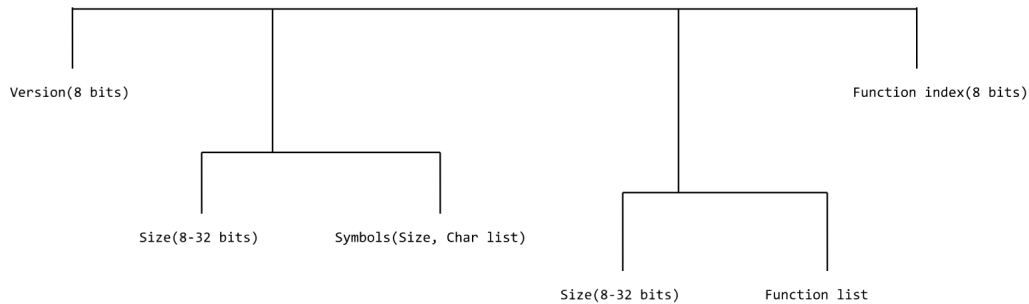 Version(8 bits)
Function index(8 bits)
Size(8-32 bits)
Symbols(Size, Char list)
Size(8-32 bits)
Function list